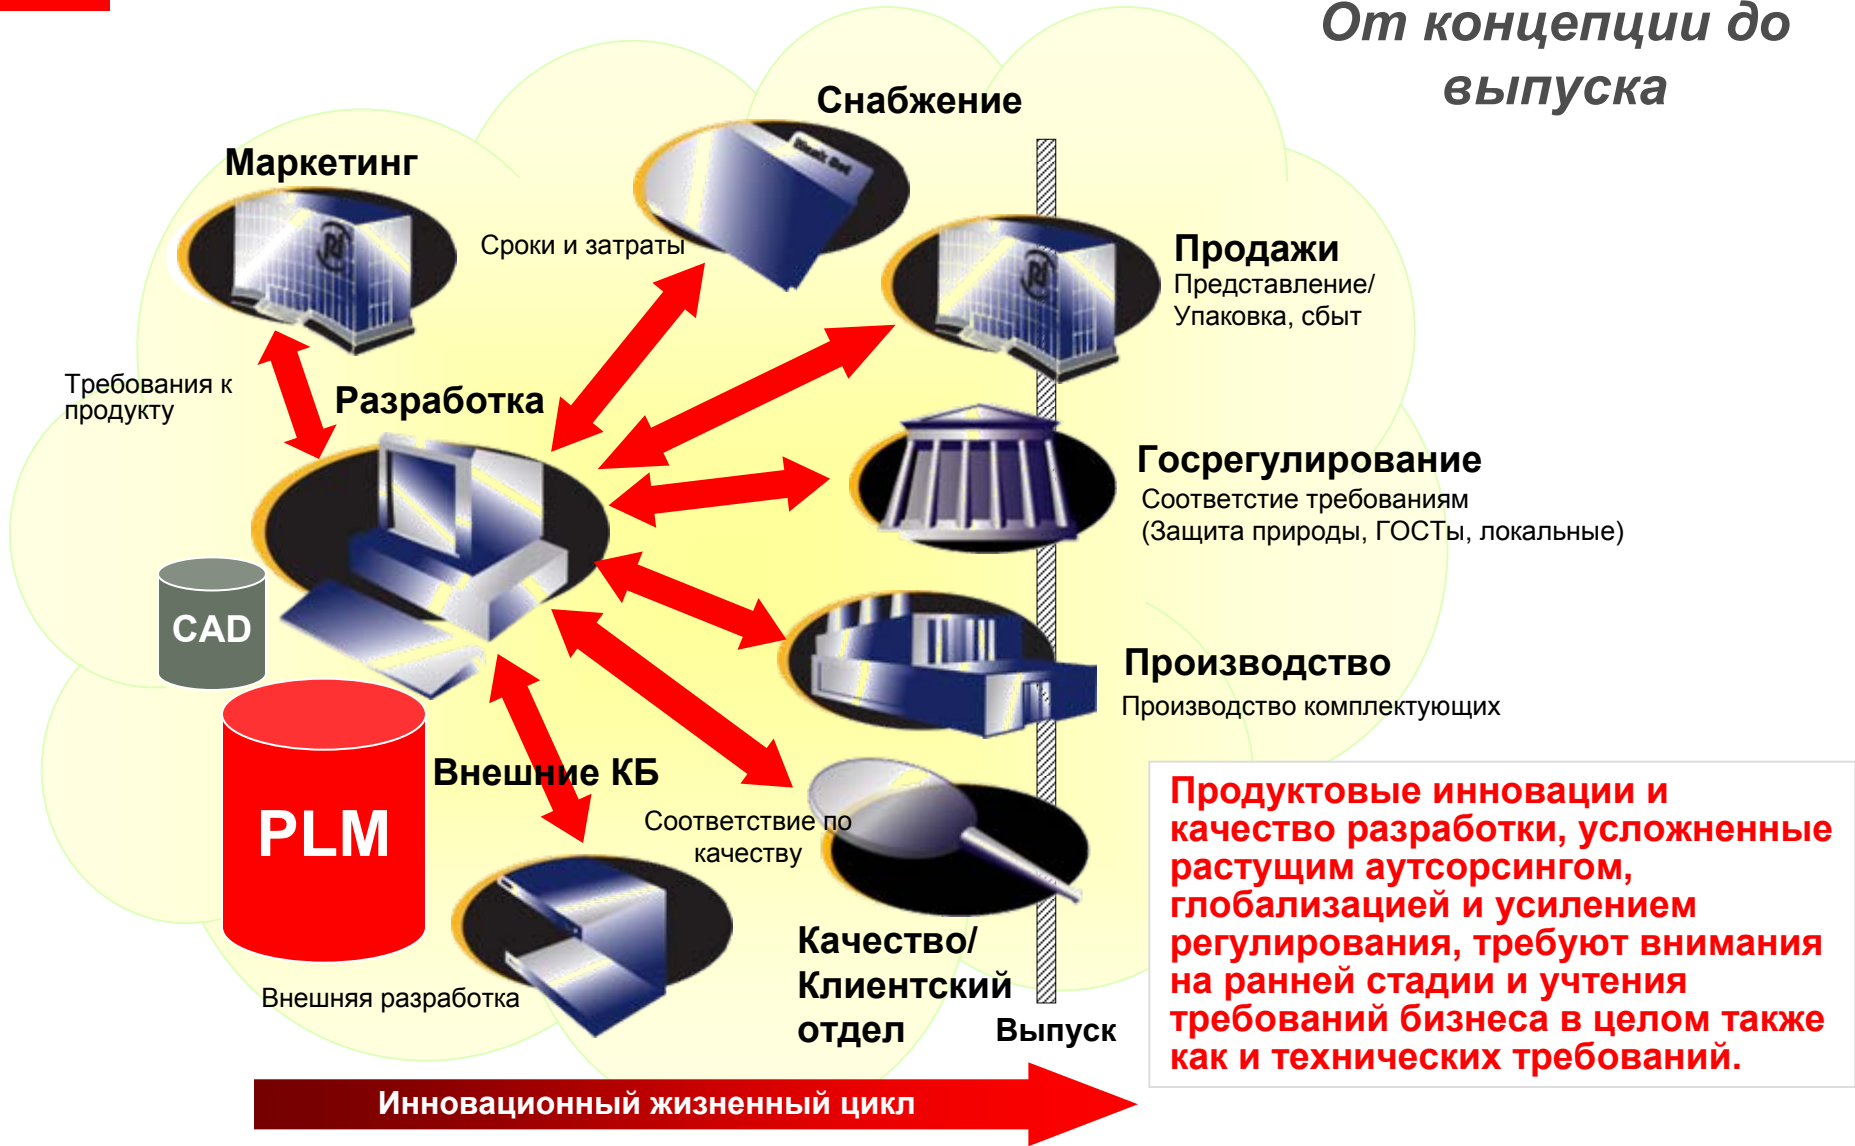 От концепции до
выпуска
Снабжение
Маркетинг
Сроки и затраты
Продажи
Представление/
Упаковка, сбыт
Требования к
продукту
Разработка
Госрегулирование
Соответстие требованиям
(Защита природы, ГОСТы, локальные)
CAD
Производство
Производство комплектующих
PLM
Внешние КБ
Соответствие по
качеству
Внешняя разработка
Качество/
Клиентский
отдел
Выпуск
Продуктовые инновации и
качество разработки, усложненные
растущим аутсорсингом,
глобализацией и усилением
регулирования, требуют внимания
на ранней стадии и учтения
требований бизнеса в целом также
как и технических требований.
Инновационный жизненный цикл